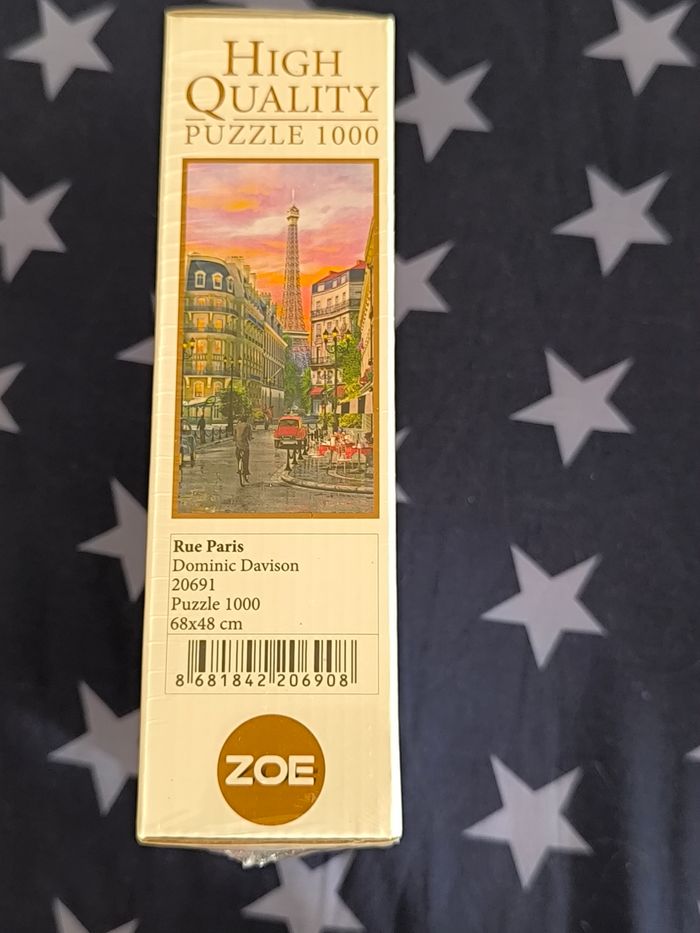 HIGH
QUALITY
PUZZLE 1000
Rue Paris
Dominic Davison
20691
Puzzle 1000
68x48 cm
8 681842 206908
ZOE